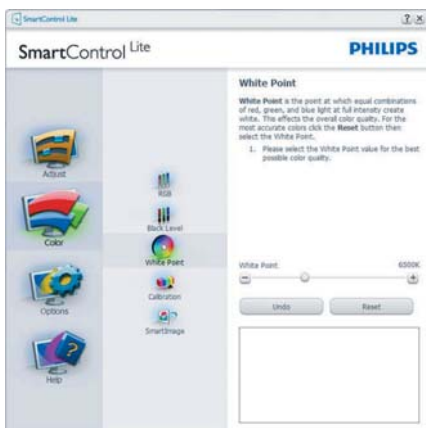 SmartControl Lite
SmartControl Lite
PHILIPS
Adjust
Color
Options
Help
RGB
Black Level
White Point
Calibration
SmartImage
White Point
White Point is the point at which equal combinations
of red, green, and blue light at full intensity create
white. This effects the overall color quality. For the
most accurate colors click the Reset button then
select the White Point.
1. Please select the White Point value for the best
possible color quality.
White Point
6500K
Undo
Reset